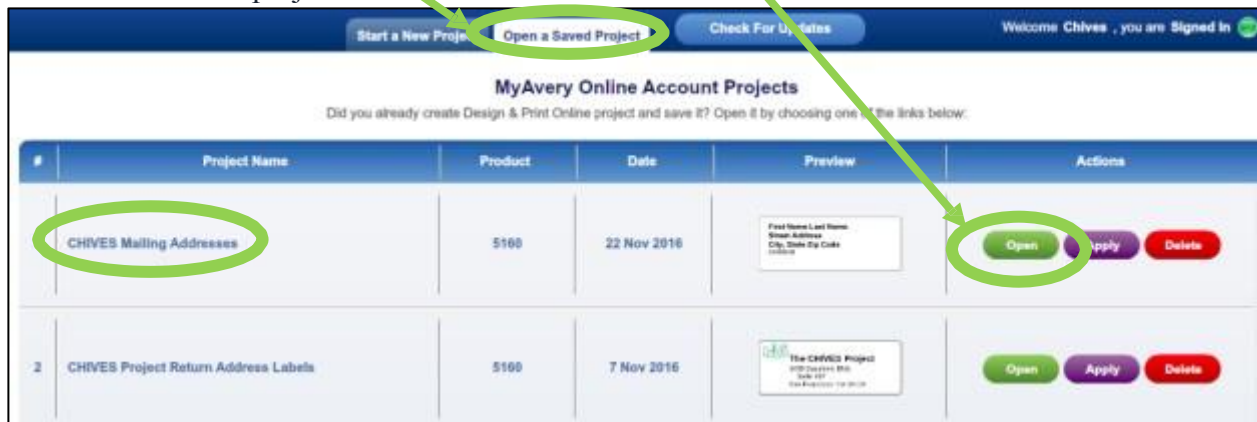 Start a New Project
Open a Saved Project
Check For Updates
Welcome Chives , you are Signed In
MyAvery Online Account Projects
Did you already create Design & Print Online project and save it? Open it by choosing one of the links below:
# Project Name Product Date Preview Actions
First Name Last Name
Street Address
City, State Zip Code
CHIVES Mailing Addresses 5160 22 Nov 2016 Open Apply Delete
The CHIVES Project
2 CHIVES Project Return Address Labels 5160 7 Nov 2016 Open Apply Delete